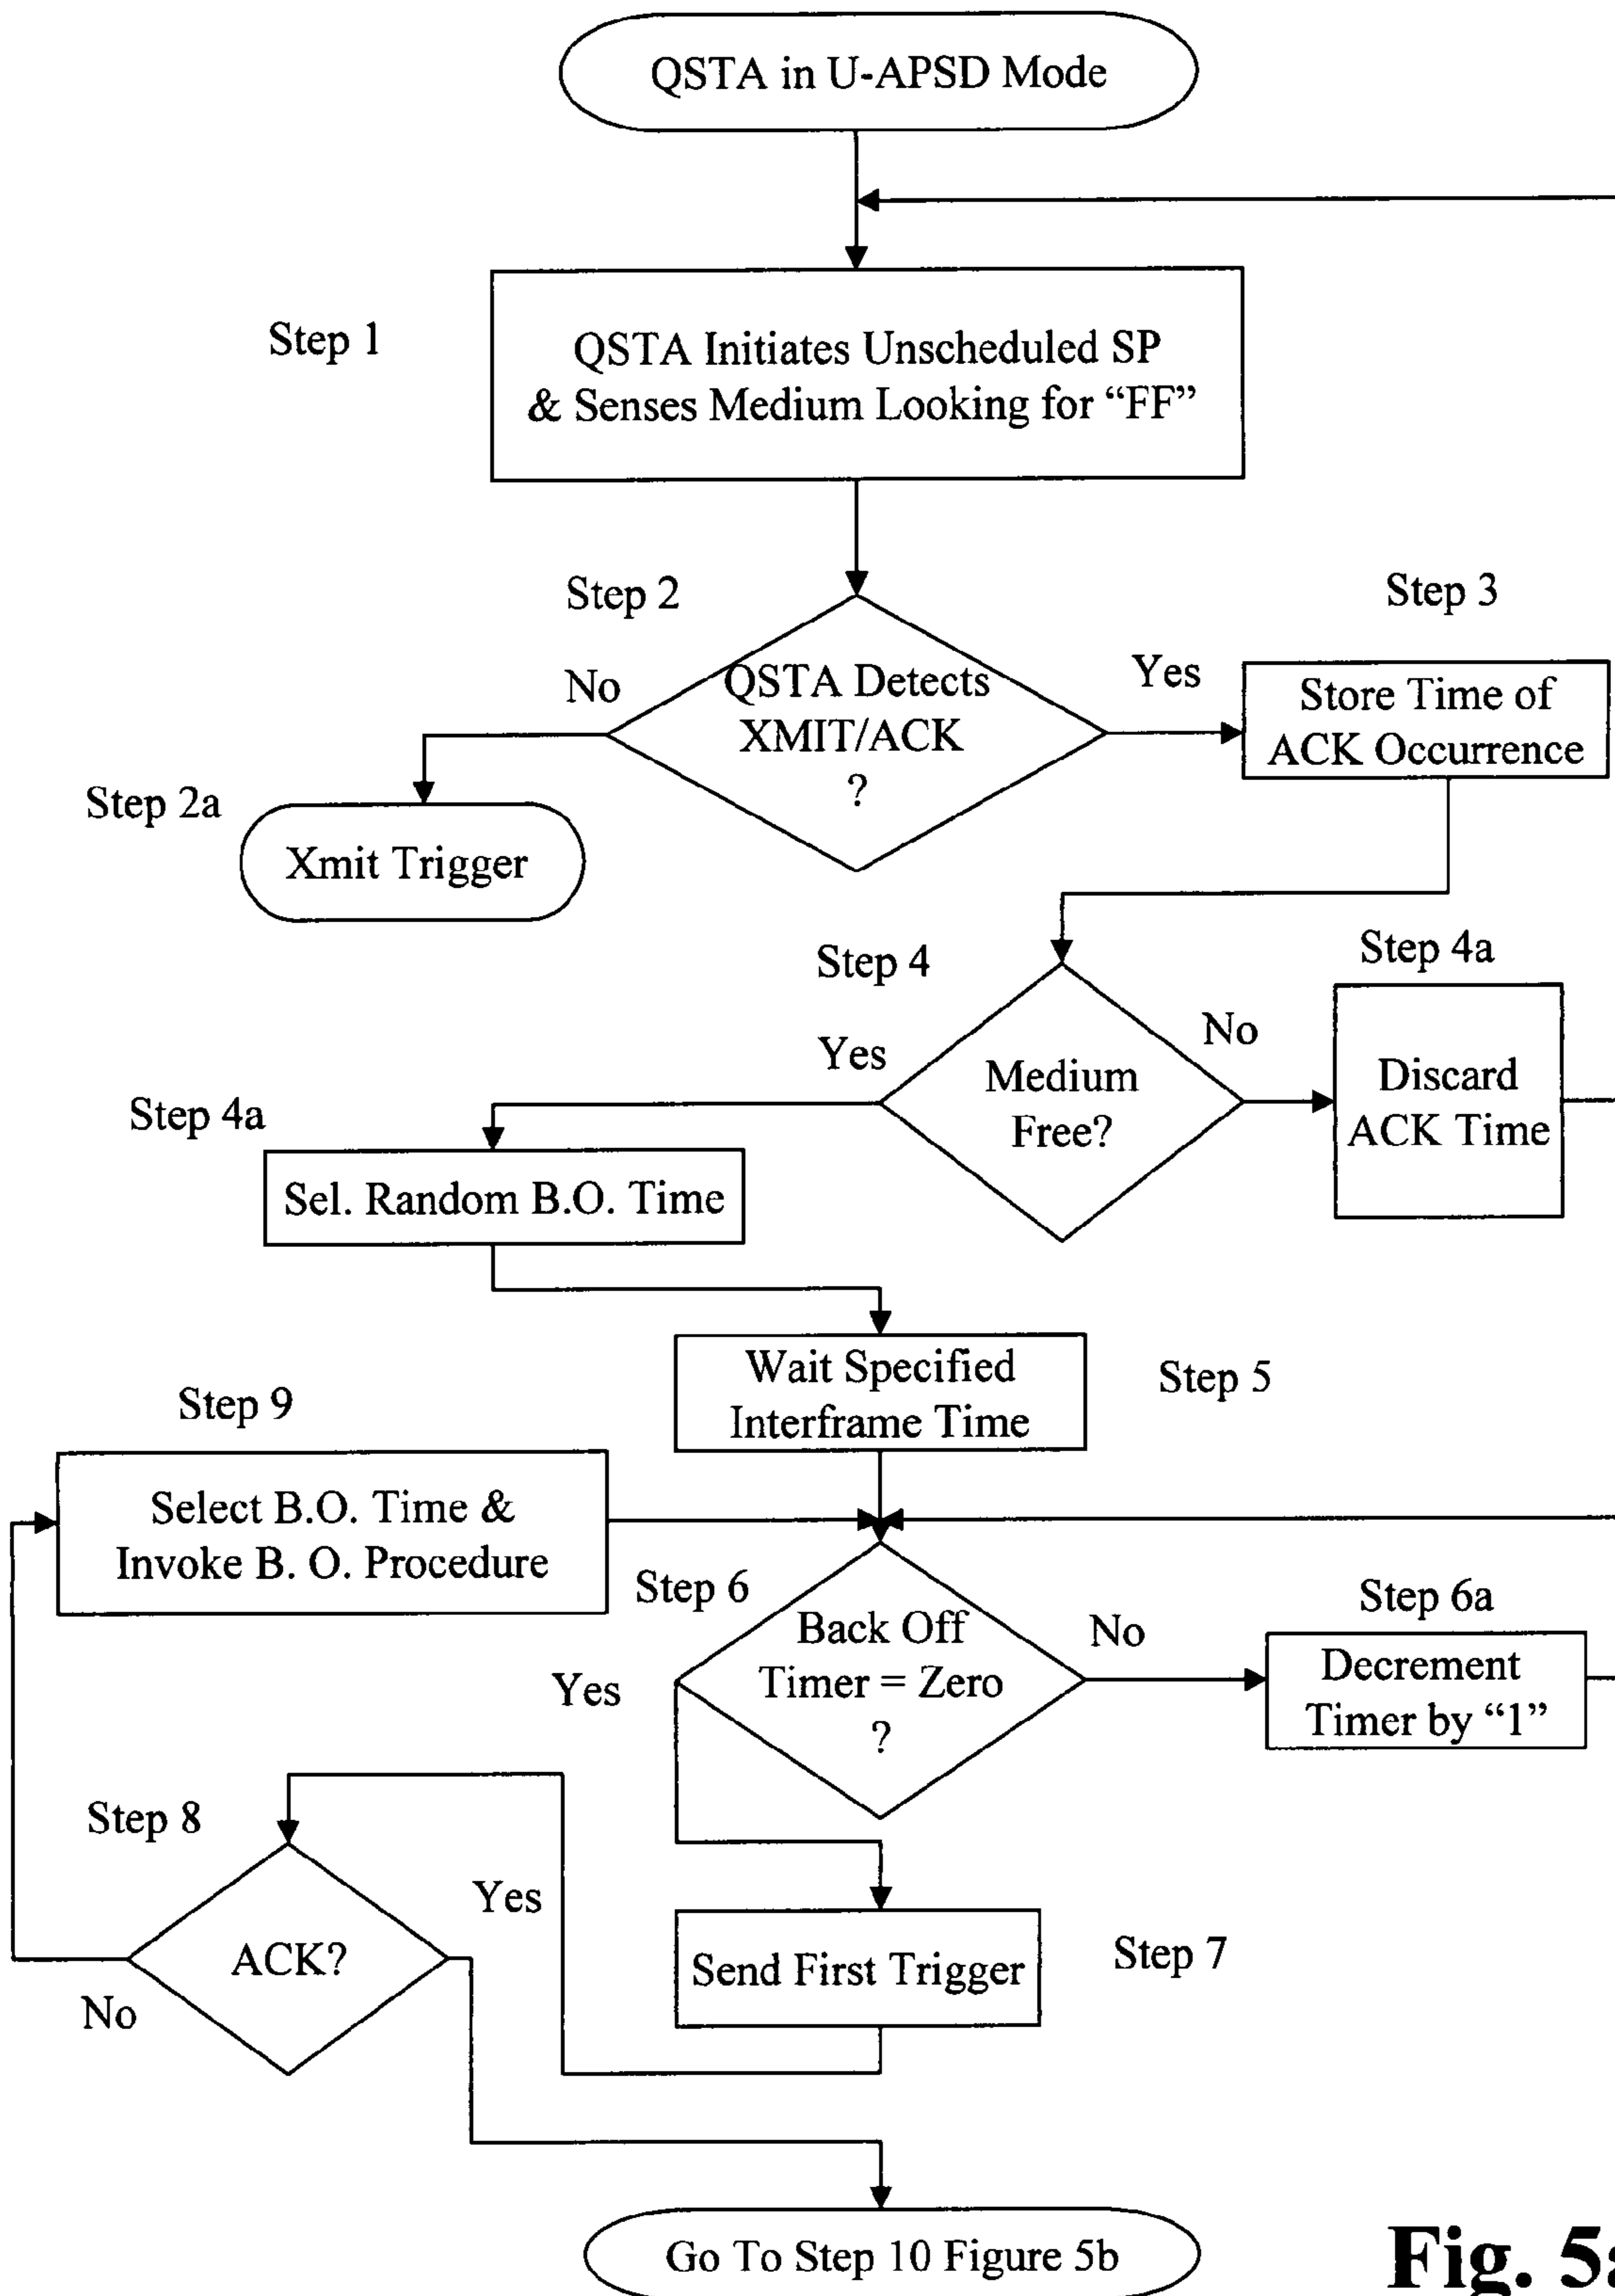 QSTA in U-APSD Mode
Step 1
QSTA Initiates Unscheduled SP
& Senses Medium Looking for “FF”
Step 2
Step 3
No
QSTA Detects
XMIT/ACK
?
Yes
Store Time of
ACK Occurrence
Step 2a
Xmit Trigger
Step 4
Step 4a
Yes
Medium
Free?
No
Discard
ACK Time
Step 4a
Sel. Random B.O. Time
Wait Specified
Interframe Time
Step 5
Step 9
Select B.O. Time &
Invoke B. O. Procedure
Step 6
Back Off
Timer = Zero
?
Yes
No
Step 6a
Decrement
Timer by “1”
Step 8
ACK?
Yes
No
Send First Trigger
Step 7
Go To Step 10 Figure 5b
Fig. 5a